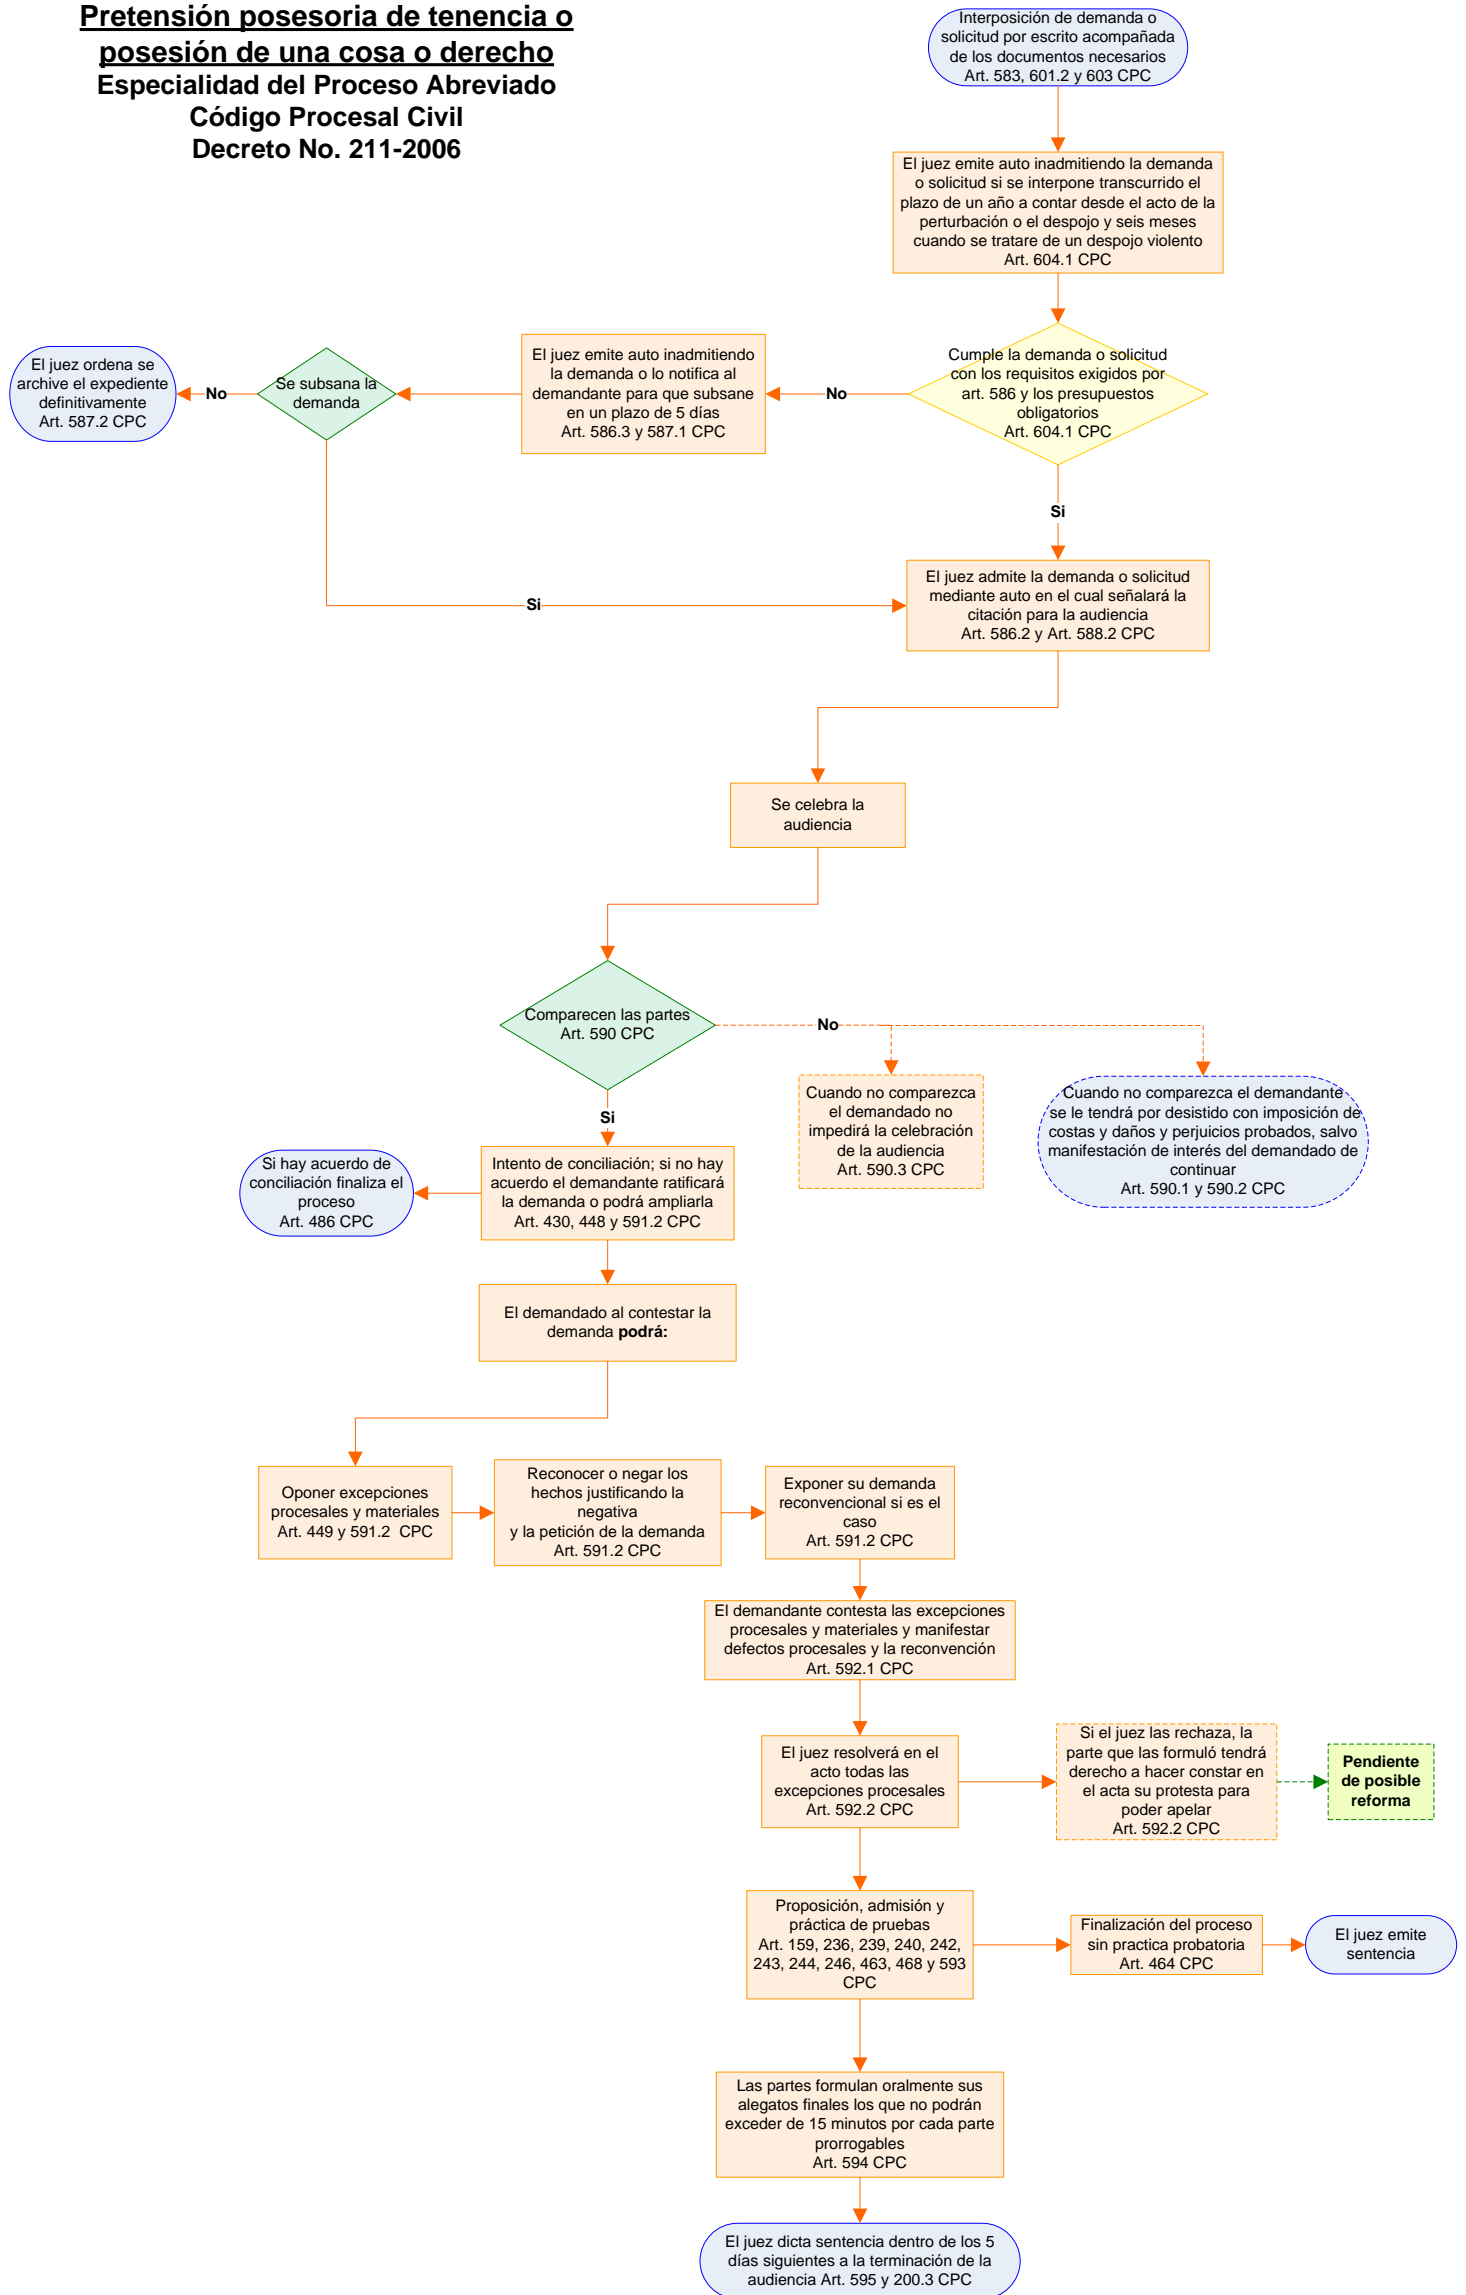 Pretensión posesoria de tenencia o
posesión de una cosa o derecho
Especialidad del Proceso Abreviado
Código Procesal Civil
Decreto No. 211-2006
Interposición de demanda o
solicitud por escrito acompañada
de los documentos necesarios
Art. 583, 601.2 y 603 CPC
El juez emite auto inadmitiendo la demanda
o solicitud si se interpone transcurrido el
plazo de un año a contar desde el acto de la
perturbación o el despojo y seis meses
cuando se tratare de un despojo violento
Art. 604.1 CPC
Cumple la demanda o solicitud
con los requisitos exigidos por
art. 586 y los presupuestos
obligatorios
Art. 604.1 CPC
No
El juez emite auto inadmitiendo
la demanda o lo notifica al
demandante para que subsane
en un plazo de 5 días
Art. 586.3 y 587.1 CPC
Se subsana la
demanda
No
El juez ordena se
archive el expediente
definitivamente
Art. 587.2 CPC
Si
Si
El juez admite la demanda o solicitud
mediante auto en el cual señalará la
citación para la audiencia
Art. 586.2 y Art. 588.2 CPC
Se celebra la
audiencia
Comparecen las partes
Art. 590 CPC
No
Cuando no comparezca
el demandado no
impedirá la celebración
de la audiencia
Art. 590.3 CPC
Cuando no comparezca el demandante
se le tendrá por desistido con imposición de
costas y daños y perjuicios probados, salvo
manifestación de interés del demandado de
continuar
Art. 590.1 y 590.2 CPC
Si
Intento de conciliación; si no hay
acuerdo el demandante ratificará
la demanda o podrá ampliarla
Art. 430, 448 y 591.2 CPC
Si hay acuerdo de
conciliación finaliza el
proceso
Art. 486 CPC
El demandado al contestar la
demanda podrá:
Oponer excepciones
procesales y materiales
Art. 449 y 591.2 CPC
Reconocer o negar los
hechos justificando la
negativa
y la petición de la demanda
Art. 591.2 CPC
Exponer su demanda
reconvencional si es el
caso
Art. 591.2 CPC
El demandante contesta las excepciones
procesales y materiales y manifestar
defectos procesales y la reconvención
Art. 592.1 CPC
El juez resolverá en el
acto todas las
excepciones procesales
Art. 592.2 CPC
Si el juez las rechaza, la
parte que las formuló tendrá
derecho a hacer constar en
el acta su protesta para
poder apelar
Art. 592.2 CPC
Pendiente
de posible
reforma
Proposición, admisión y
práctica de pruebas
Art. 159, 236, 239, 240, 242,
243, 244, 246, 463, 468 y 593
CPC
Finalización del proceso
sin practica probatoria
Art. 464 CPC
El juez emite
sentencia
Las partes formulan oralmente sus
alegatos finales los que no podrán
exceder de 15 minutos por cada parte
prorrogables
Art. 594 CPC
El juez dicta sentencia dentro de los 5
días siguientes a la terminación de la
audiencia Art. 595 y 200.3 CPC